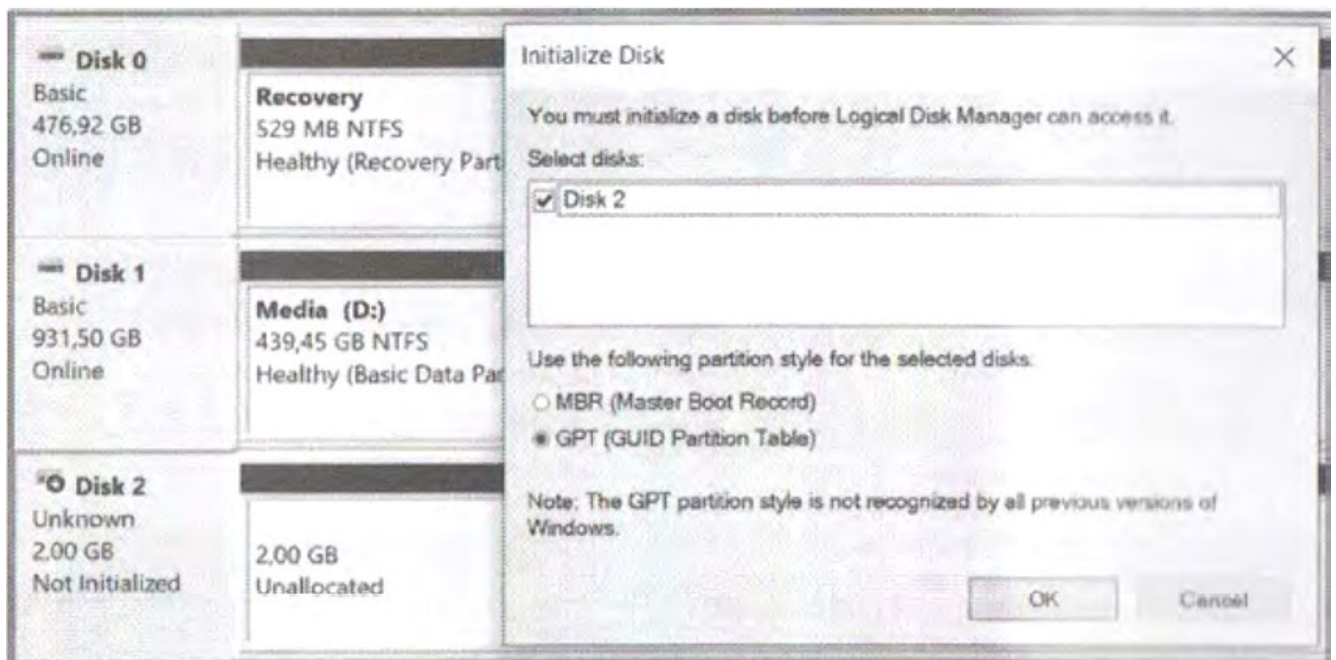 Disk 0
Basic
476,92 GB
Online
Recovery
529 MB NTFS
Healthy (Recovery Part
Disk 1
Basic
931,50 GB
Online
Media (D:)
439,45 GB NTFS
Healthy (Basic Data Par
Disk 2
Unknown
2,00 GB
Not Initialized
2,00 GB
Unallocated
Initialize Disk
You must initialize a disk before Logical Disk Manager can access it.
Select disks:
Disk 2
Use the following partition style for the selected disks:
MBR (Master Boot Record)
GPT (GUID Partition Table)
Note: The GPT partition style is not recognized by all previous versions of
Windows.
OK
Cancel